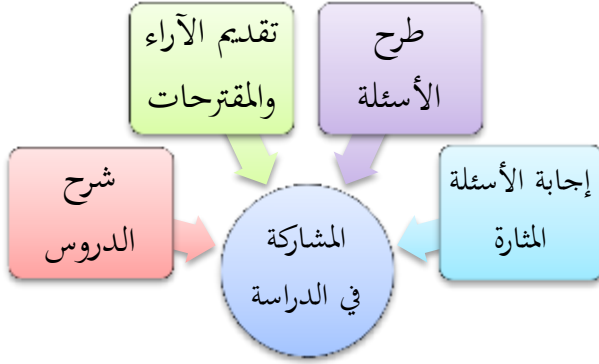 طرح
الأسئلة
تقديم الآراء
والمقترحات
إجابة الأسئلة
المثارة
شرح
الدروس
المشاركة
في الدراسة